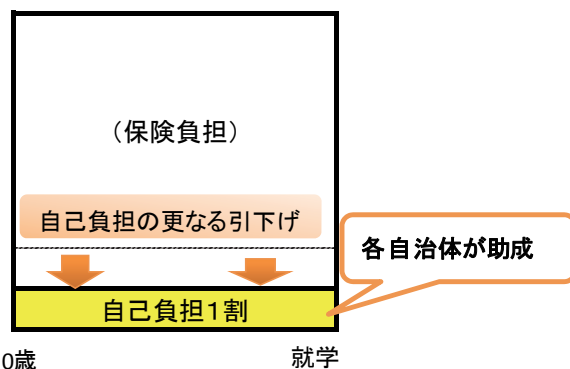 （保険負担）
自己負担の更なる引下げ
各自治体が助成
自己負担１割
0歳
就学